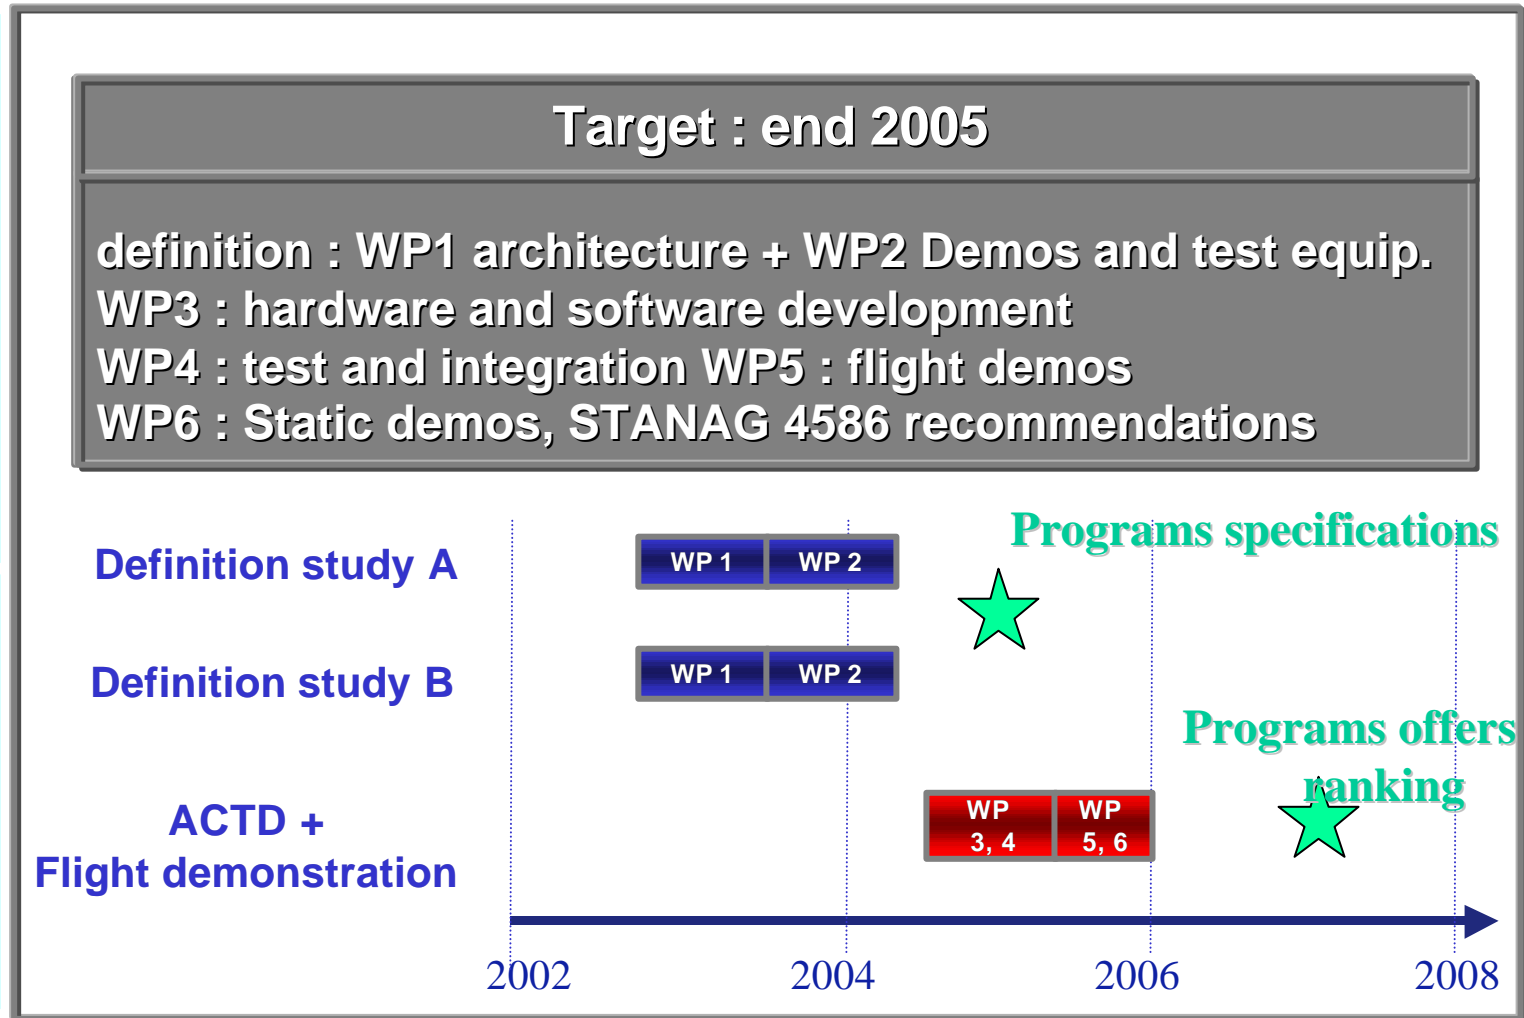 Target : end 2005
definition : WP1 architecture + WP2 Demos and test equip.
WP3 : hardware and software development
WP4 : test and integration WP5 : flight demos
WP6 : Static demos, STANAG 4586 recommendations
Programs specifications
Definition study A
WP 1
WP 2
Definition study B
WP 1
WP 2
Programs offers
ranking
ACTD +
Flight demonstration
WP
3, 4
WP
5, 6
2002
2004
2006
2008